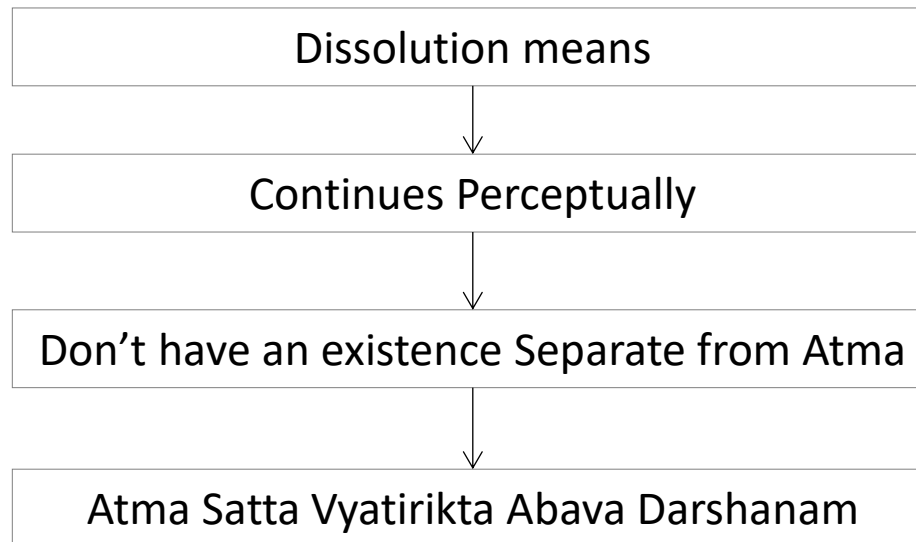 Dissolution means
Continues Perceptually
Don’t have an existence Separate from Atma
Atma Satta Vyatirikta Abava Darshanam